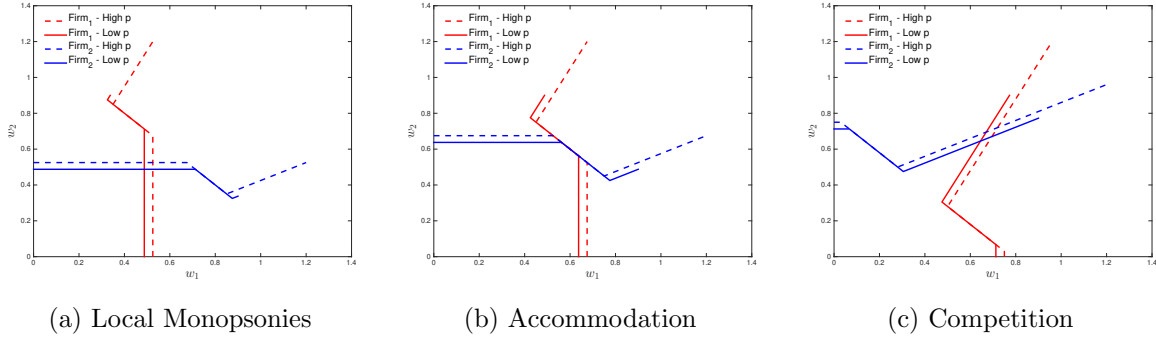 Firm1 - High p
Firm1 - Low p
Firm2 - High p
Firm2 - Low p
1.4
1.2
1
0.8
0.6
0.4
0.2
0
w2
0 0.2 0.4 0.6 0.8 1 1.2 1.4
w1
(a) Local Monopsonies
Firm1 - High p
Firm1 - Low p
Firm2 - High p
Firm2 - Low p
1.4
1.2
1
0.8
0.6
0.4
0.2
0
w2
0 0.2 0.4 0.6 0.8 1 1.2 1.4
w1
(b) Accommodation
Firm1 - High p
Firm1 - Low p
Firm2 - High p
Firm2 - Low p
1.4
1.2
1
0.8
0.6
0.4
0.2
0
w2
0 0.2 0.4 0.6 0.8 1 1.2 1.4
w1
(c) Competition